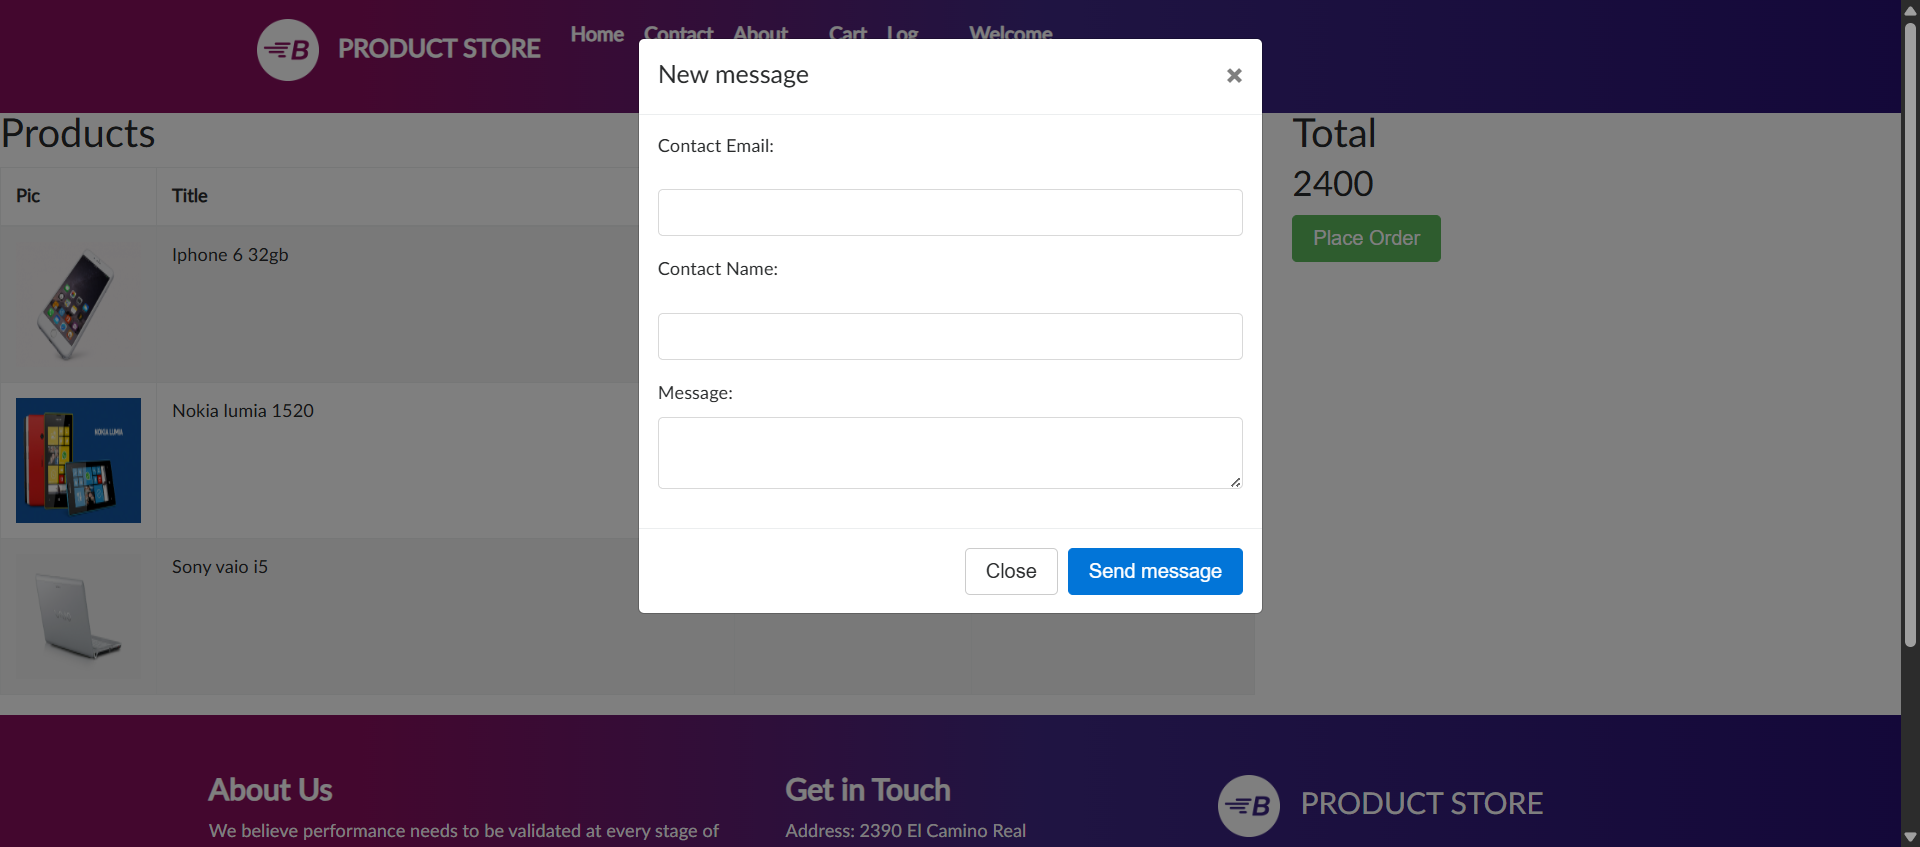 PRODUCT STORE
Home Contact About Cart Log Welcome
New message
×
Contact Email:
Contact Name:
Message:
Close
Send message
Products
Pic Title
Iphone 6 32gb
NOKIA LUMIA
Nokia lumia 1520
Sony vaio i5
Total
2400
Place Order
About Us
We believe performance needs to be validated at every stage of
Get in Touch
Address: 2390 El Camino Real
B PRODUCT STORE